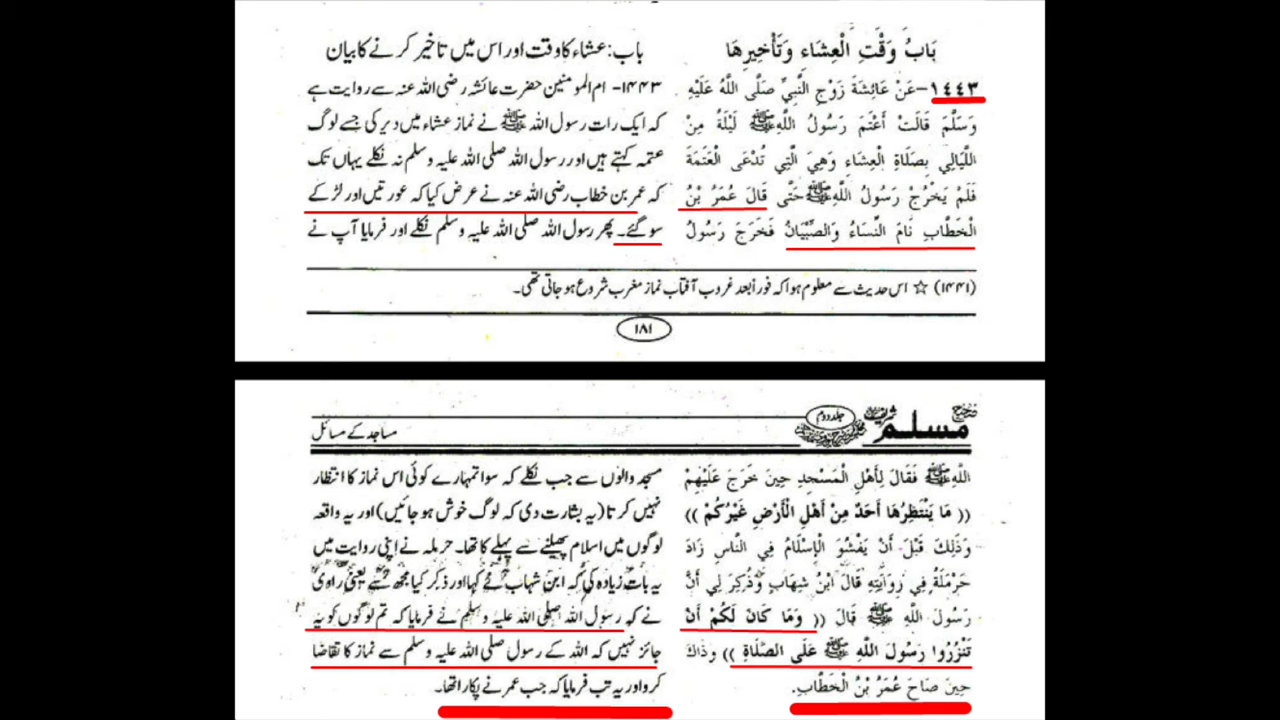 بَابُ وَقْتِ الْعِشَاءِ وَتَأْخِيرِهَا
١٤٤٣-عَنْ عَائِشَةَ زَوْجِ النَّبِيِّ صَلَّى اللَّهُ عَلَيْهِ
وَسَلَّمَ قَالَتْ أَعْتَمَ رَسُولُ اللَّهِ ﷺ لَيْلَةً مِنْ
اللَّيَالِي بِصَلَاةِ الْعِشَاءِ وَهِيَ الَّتِي تُدْعَى الْعَتَمَةَ
فَلَمْ يَخْرُجْ رَسُولُ اللَّهِ ﷺ حَتَّى قَالَ عُمَرُ بْنُ
الْخَطَّابِ نَامَ النِّسَاءُ وَالصِّبْيَانُ فَخَرَجَ رَسُولُ
باب: عشاء کا وقت اور اس میں تاخیر کرنے کا بیان
۱۴۴۳- ام المومنین حضرت عائشہ رضی اللہ عنہ سے روایت ہے
کہ ایک رات رسول اللہ ﷺ نے نماز عشاء میں دیر کی جسے لوگ
عتمہ کہتے ہیں اور رسول اللہ صلی اللہ علیہ وسلم نہ نکلے یہاں تک
کہ عمر بن خطاب رضی اللہ عنہ نے عرض کیا کہ عورتیں اور لڑکے
سو گئے۔ پھر رسول اللہ صلی اللہ علیہ وسلم نکلے اور فرمایا آپ نے
(۱۴۴۱) ☆ اس حدیث سے معلوم ہوا کہ فوراً بعد غروب آفتاب نماز مغرب شروع ہو جاتی تھی۔
۱۸۱
صحیح مسلم شریف
جلد دوم
مساجد کے مسائل
اللَّهِ ﷺ فَقَالَ لِأَهْلِ الْمَسْجِدِ حِينَ خَرَجَ عَلَيْهِمْ
(( مَا يَنْتَظِرُهَا أَحَدٌ مِنْ أَهْلِ الْأَرْضِ غَيْرُكُمْ ))
وَذَلِكَ قَبْلَ أَنْ يَفْشُوَ الْإِسْلَامُ فِي النَّاسِ زَادَ
حَرْمَلَةُ فِي رِوَايَتِهِ قَالَ ابْنُ شِهَابٍ وَذُكِرَ لِي أَنَّ
رَسُولَ اللَّهِ ﷺ قَالَ (( وَمَا كَانَ لَكُمْ أَنْ
تَنْزُرُوا رَسُولَ اللَّهِ ﷺ عَلَى الصَّلَاةِ )) وَذَاكَ
حِينَ صَاحَ عُمَرُ بْنُ الْخَطَّابِ.
مسجد والوں سے جب نکلے کہ سوا تمہارے کوئی اس نماز کا انتظار
نہیں کرتا (یہ بشارت دی کہ لوگ خوش ہو جائیں) اور یہ واقعہ
لوگوں میں اسلام پھیلنے سے پہلے کا تھا۔ حرملہ نے اپنی روایت میں
یہ بات زیادہ کی کہ ابن شہاب نے کہا اور ذکر کیا مجھ سے یعنی راوی
نے کہ رسول اللہ صلی اللہ علیہ وسلم نے فرمایا کہ تم لوگوں کو یہ
جائز نہیں کہ اللہ کے رسول صلی اللہ علیہ وسلم سے نماز کا تقاضا
کرو اور یہ تب فرمایا کہ جب عمر نے پکارا تھا۔